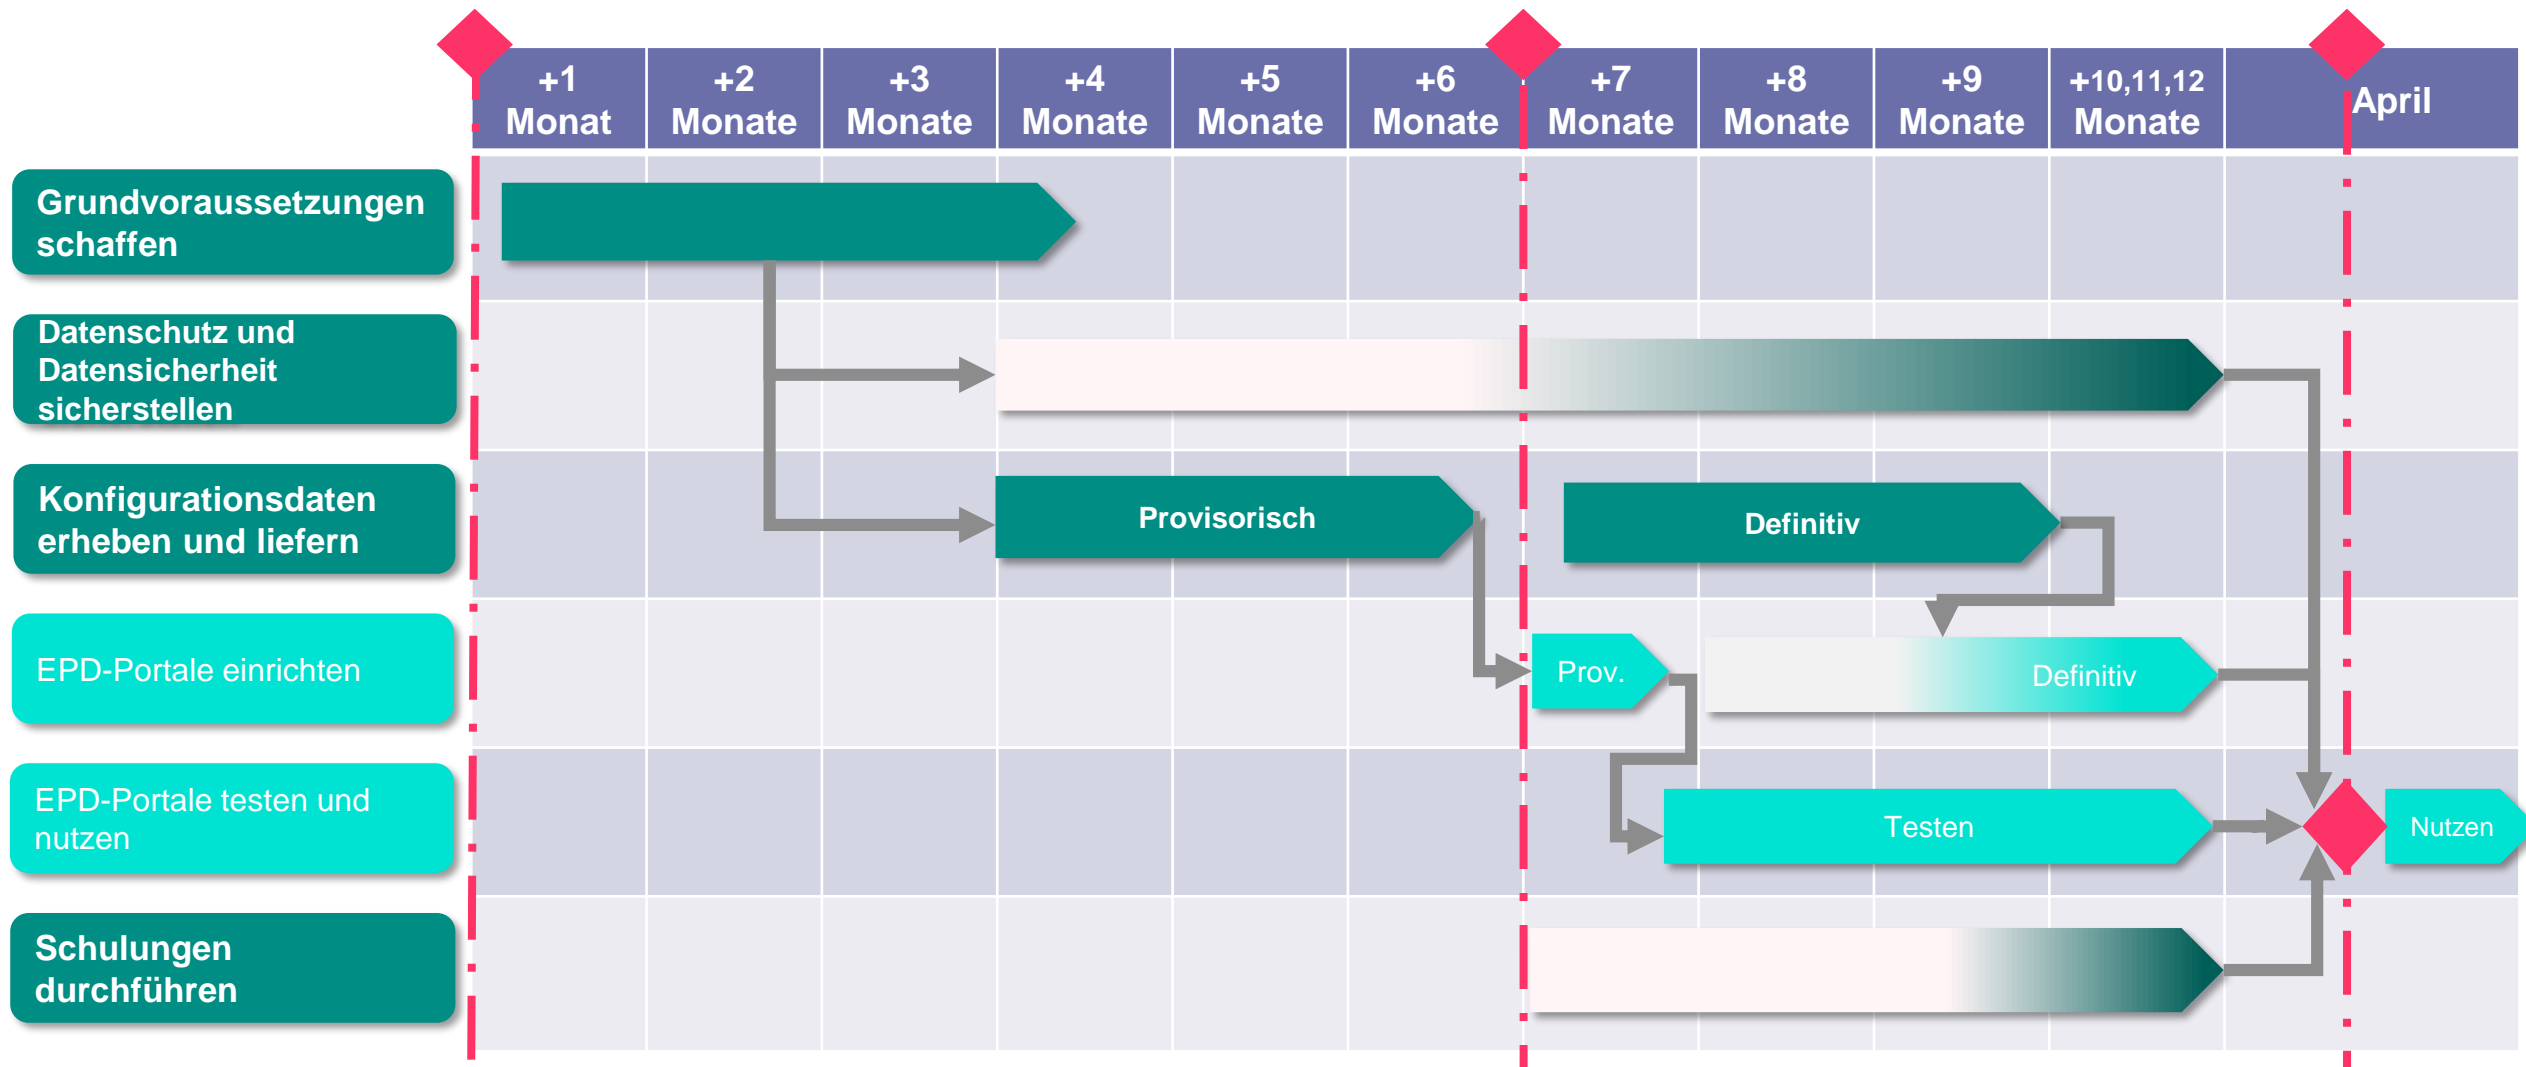 +1
Monat
+2
Monate
+3
Monate
+4
Monate
+5
Monate
+6
Monate
+7
Monate
+8
Monate
+9
Monate
+10,11,12
Monate
April
Grundvoraussetzungen
schaffen
Datenschutz und
Datensicherheit
sicherstellen
Konfigurationsdaten
erheben und liefern
Provisorisch
Definitiv
EPD-Portale einrichten
Prov.
Definitiv
EPD-Portale testen und
nutzen
Testen
Nutzen
Schulungen
durchführen